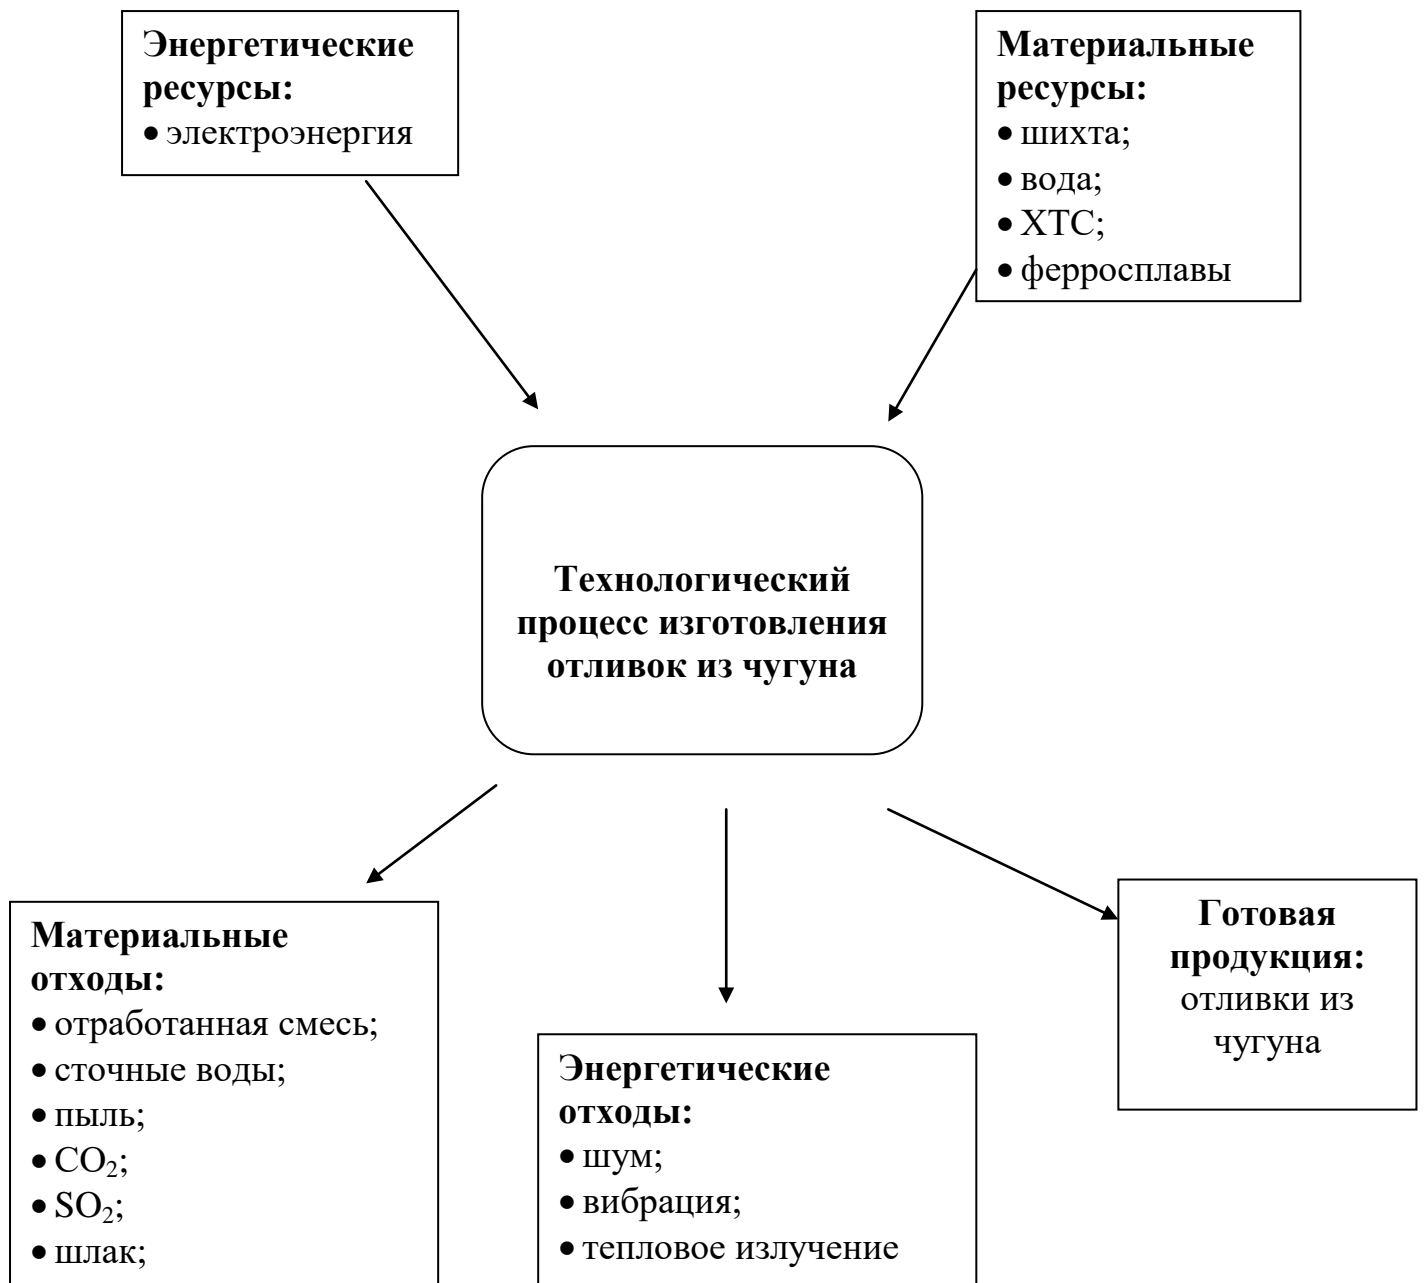 Энергетические
ресурсы:
• электроэнергия
Материальные
ресурсы:
• шихта;
• вода;
• ХТС;
• ферросплавы
Технологический
процесс изготовления
отливок из чугуна
Материальные
отходы:
• отработанная смесь;
• сточные воды;
• пыль;
• CO₂;
• SO₂;
• шлак;
Энергетические
отходы:
• шум;
• вибрация;
• тепловое излучение
Готовая
продукция:
отливки из
чугуна